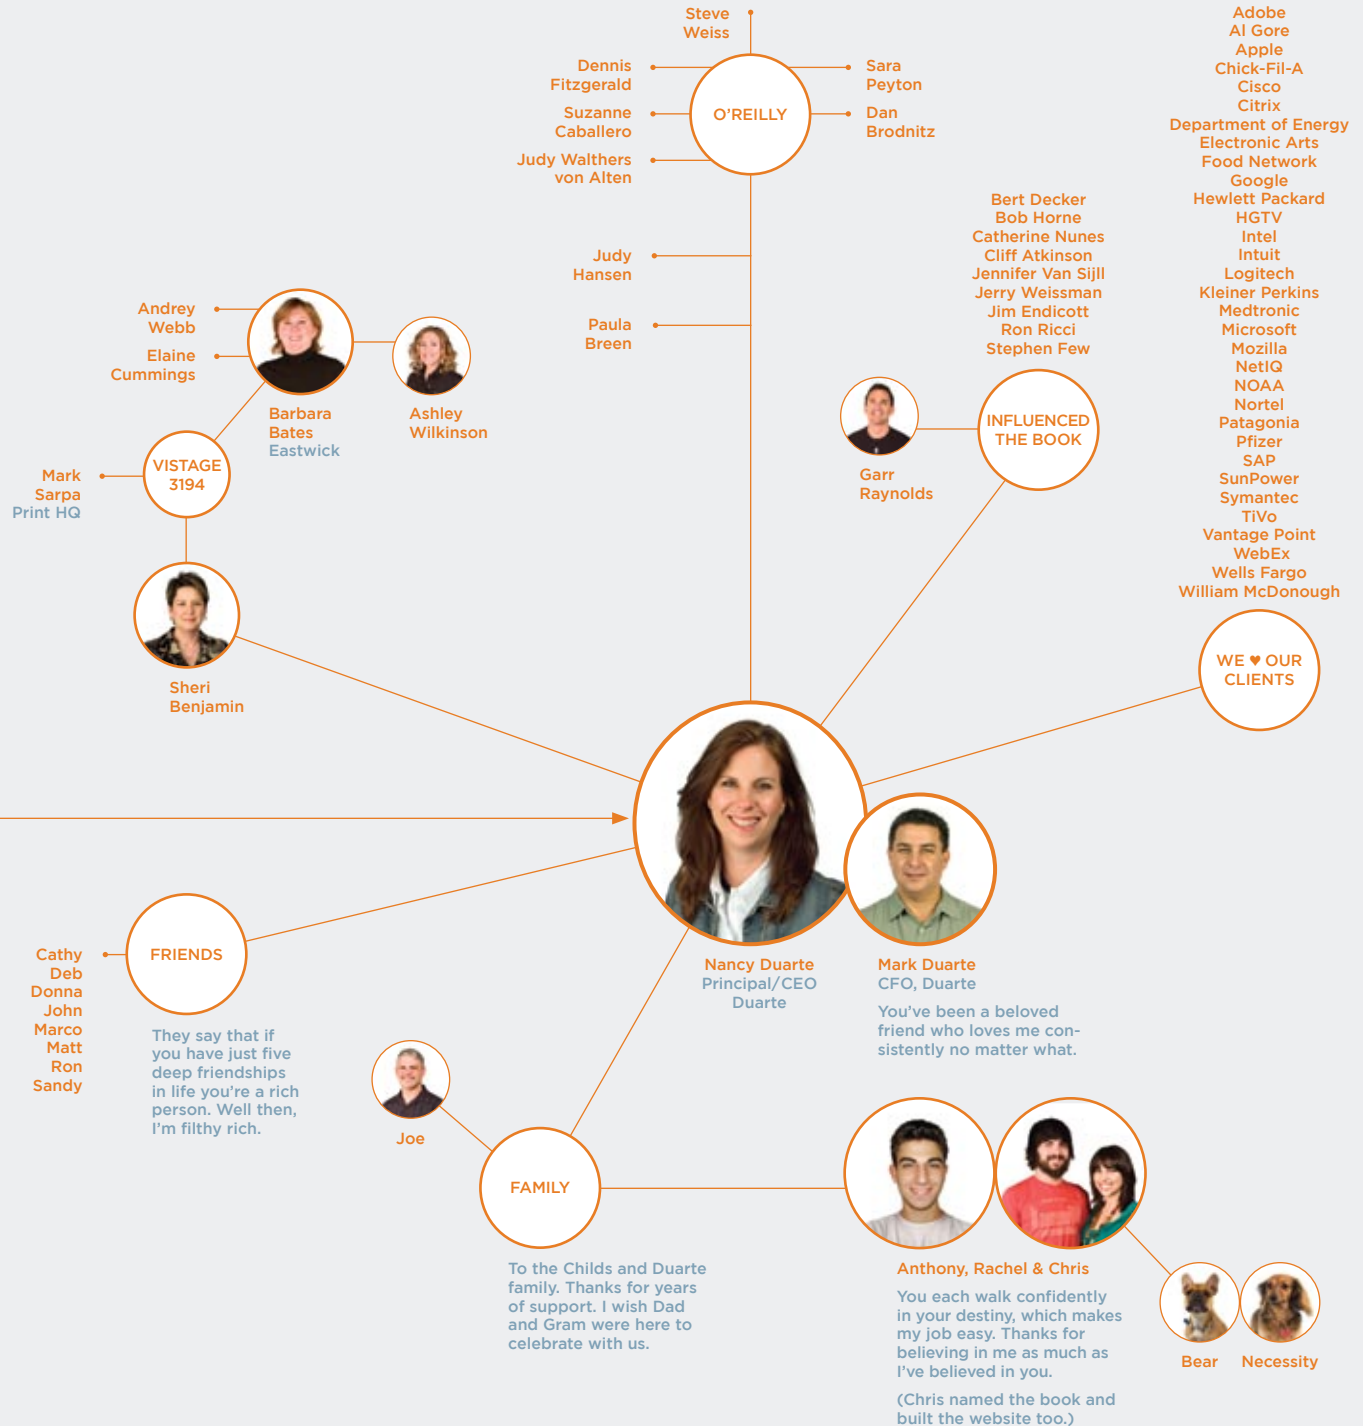 Steve
Weiss
Dennis
Fitzgerald
Suzanne
Caballero
Judy Walthers
von Alten
O'REILLY
Sara
Peyton
Dan
Brodnitz
Judy
Hansen
Paula
Breen
Adobe
Al Gore
Apple
Chick-Fil-A
Cisco
Citrix
Department of Energy
Electronic Arts
Food Network
Google
Hewlett Packard
HGTV
Intel
Intuit
Logitech
Kleiner Perkins
Medtronic
Microsoft
Mozilla
NetIQ
NOAA
Nortel
Patagonia
Pfizer
SAP
SunPower
Symantec
TiVo
Vantage Point
WebEx
Wells Fargo
William McDonough
WE ♥ OUR
CLIENTS
Bert Decker
Bob Horne
Catherine Nunes
Cliff Atkinson
Jennifer Van Sijll
Jerry Weissman
Jim Endicott
Ron Ricci
Stephen Few
INFLUENCED
THE BOOK
Garr
Raynolds
Andrey
Webb
Elaine
Cummings
Barbara
Bates
Eastwick
Ashley
Wilkinson
VISTAGE
3194
Mark
Sarpa
Print HQ
Sheri
Benjamin
Nancy Duarte
Principal/CEO
Duarte
Mark Duarte
CFO, Duarte
You've been a beloved
friend who loves me con-
sistently no matter what.
FRIENDS
Cathy
Deb
Donna
John
Marco
Matt
Ron
Sandy
They say that if
you have just five
deep friendships
in life you're a rich
person. Well then,
I'm filthy rich.
Joe
FAMILY
To the Childs and Duarte
family. Thanks for years
of support. I wish Dad
and Gram were here to
celebrate with us.
Anthony, Rachel & Chris
You each walk confidently
in your destiny, which makes
my job easy. Thanks for
believing in me as much as
I've believed in you.
(Chris named the book and
built the website too.)
Bear
Necessity